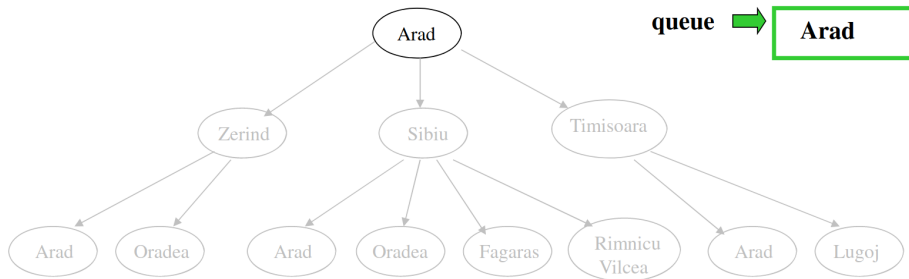 queue
Arad
Arad
Zerind
Sibiu
Timisoara
Arad
Oradea
Arad
Oradea
Fagaras
Rimnicu
Vilcea
Arad
Lugoj